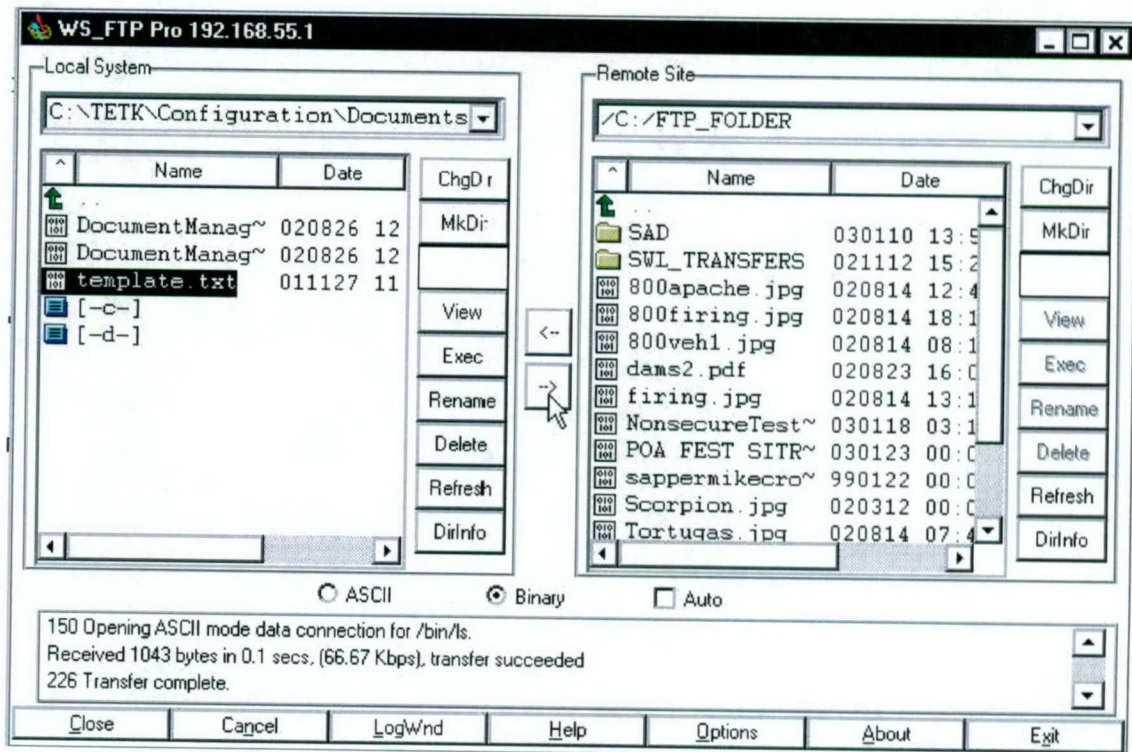 WS_FTP Pro 192.168.55.1
Local System
C:\TETK\Configuration\Documents
^ Name Date
..
DocumentManag~ 020826 12
DocumentManag~ 020826 12
template.txt 011127 11
[-c-]
[-d-]
ChgDir
MkDir
View
Exec
Rename
Delete
Refresh
DirInfo
<--
-->
Remote Site
/C:/FTP_FOLDER
^ Name Date
..
SAD 030110 13:5
SWL_TRANSFERS 021112 15:2
800apache.jpg 020814 12:4
800firing.jpg 020814 18:1
800veh1.jpg 020814 08:1
dams2.pdf 020823 16:0
firing.jpg 020814 13:1
NonsecureTest~ 030118 03:1
POA FEST SITR~ 030123 00:0
sappermikecro~ 990122 00:0
Scorpion.jpg 020312 00:0
Tortugas.jpg 020814 07:4
ChgDir
MkDir
View
Exec
Rename
Delete
Refresh
DirInfo
ASCII Binary Auto
150 Opening ASCII mode data connection for /bin/ls.
Received 1043 bytes in 0.1 secs, (66.67 Kbps), transfer succeeded
226 Transfer complete.
Close Cancel LogWnd Help Options About Exit